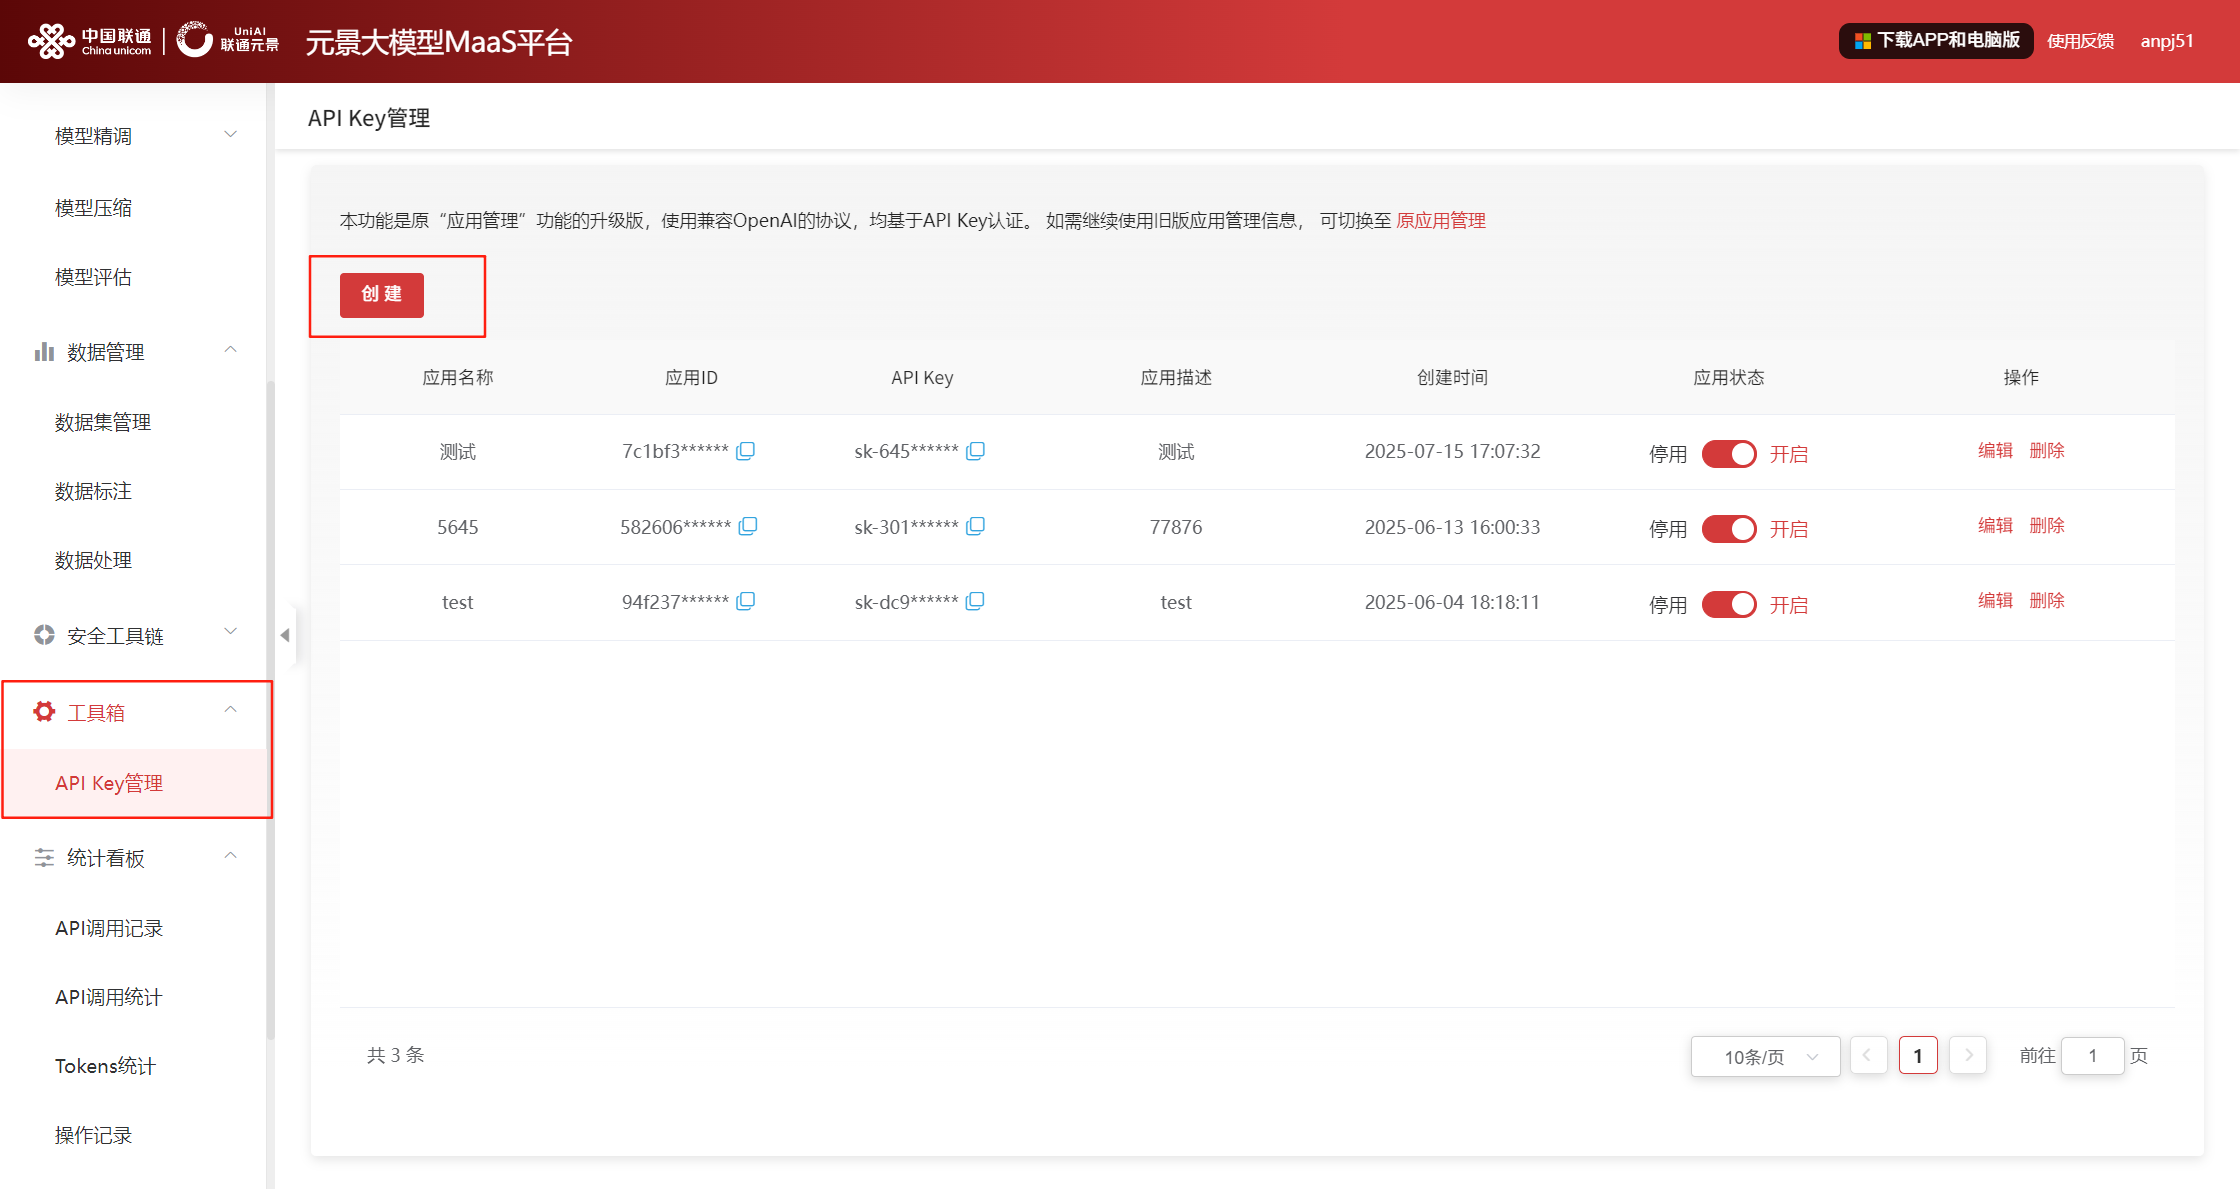 中国联通
China unicom
UniAI
联通元景
元景大模型MaaS平台
下载APP和电脑版
使用反馈
anpj51
模型精调
模型压缩
模型评估
数据管理
数据集管理
数据标注
数据处理
安全工具链
工具箱
API Key管理
统计看板
API调用记录
API调用统计
Tokens统计
操作记录
API Key管理
本功能是原“应用管理”功能的升级版，使用兼容OpenAI的协议，均基于API Key认证。 如需继续使用旧版应用管理信息， 可切换至 原应用管理
创建
应用名称 应用ID API Key 应用描述 创建时间 应用状态 操作
测试 7c1bf3****** sk-645****** 测试 2025-07-15 17:07:32 停用 开启 编辑 删除
5645 582606****** sk-301****** 77876 2025-06-13 16:00:33 停用 开启 编辑 删除
test 94f237****** sk-dc9****** test 2025-06-04 18:18:11 停用 开启 编辑 删除
共 3 条
10条/页
1
前往 1 页